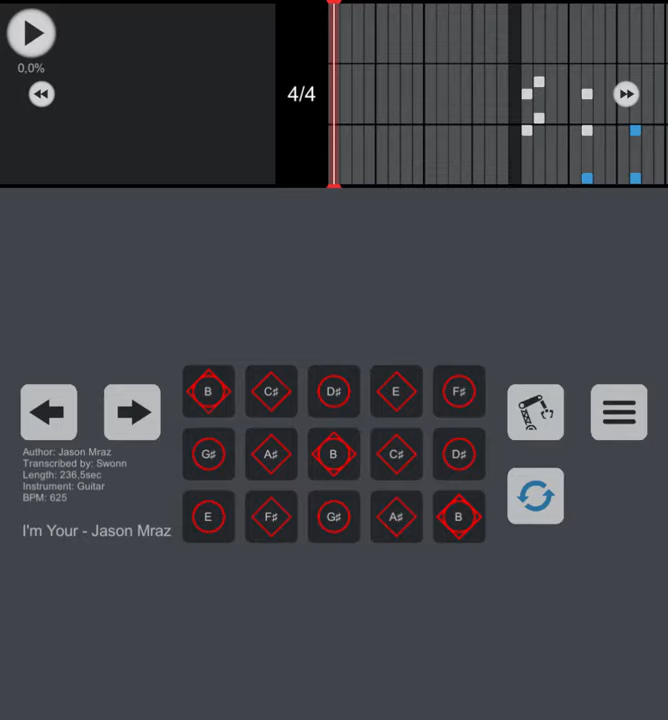 0,0%
4/4
B C♯ D♯ E F♯
G♯ A♯ B C♯ D♯
E F♯ G♯ A♯ B
Author: Jason Mraz
Transcribed by: Swonn
Length: 236,5sec
Instrument: Guitar
BPM: 625
I'm Your - Jason Mraz